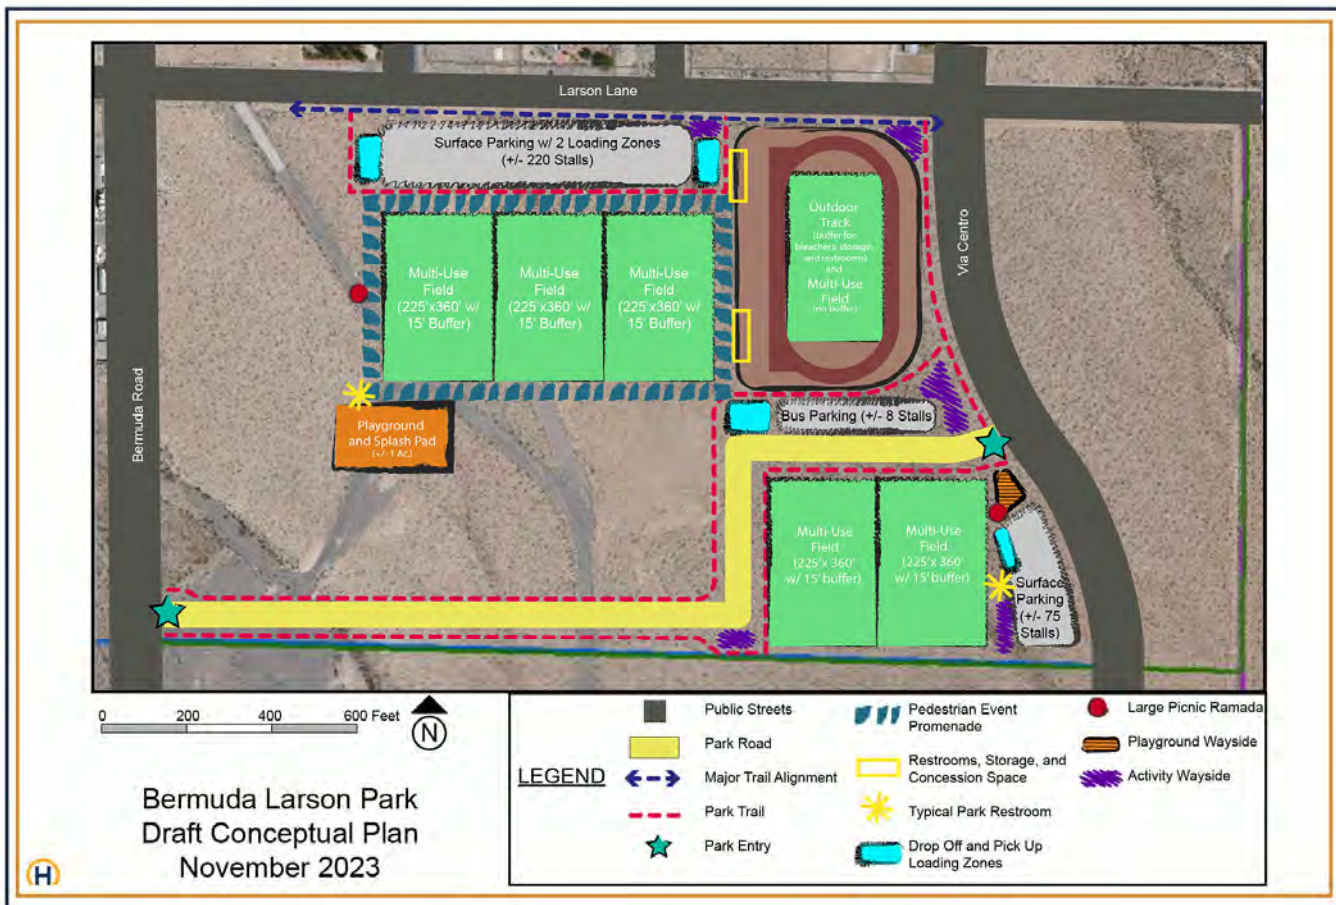 Larson Lane
Surface Parking w/ 2 Loading Zones
(+/- 220 Stalls)
Outdoor
Track
(buffer for
bleachers, storage,
and restrooms)
and
Multi-Use
Field
(no buffer)
Via Centro
Multi-Use
Field
(225'x360' w/
15' Buffer)
Multi-Use
Field
(225'x360' w/
15' Buffer)
Multi-Use
Field
(225'x360' w/
15' Buffer)
Bermuda Road
Playground
and Splash Pad
(+/- 1 Ac.)
Bus Parking (+/- 8 Stalls)
Multi-Use
Field
(225'x 360'
w/ 15' buffer)
Multi-Use
Field
(225'x 360'
w/ 15' buffer)
Surface
Parking
(+/- 75
Stalls)
0 200 400 600 Feet
N
Bermuda Larson Park
Draft Conceptual Plan
November 2023
H
LEGEND
Public Streets
Park Road
Major Trail Alignment
Park Trail
Park Entry
Pedestrian Event
Promenade
Restrooms, Storage, and
Concession Space
Typical Park Restroom
Drop Off and Pick Up
Loading Zones
Large Picnic Ramada
Playground Wayside
Activity Wayside